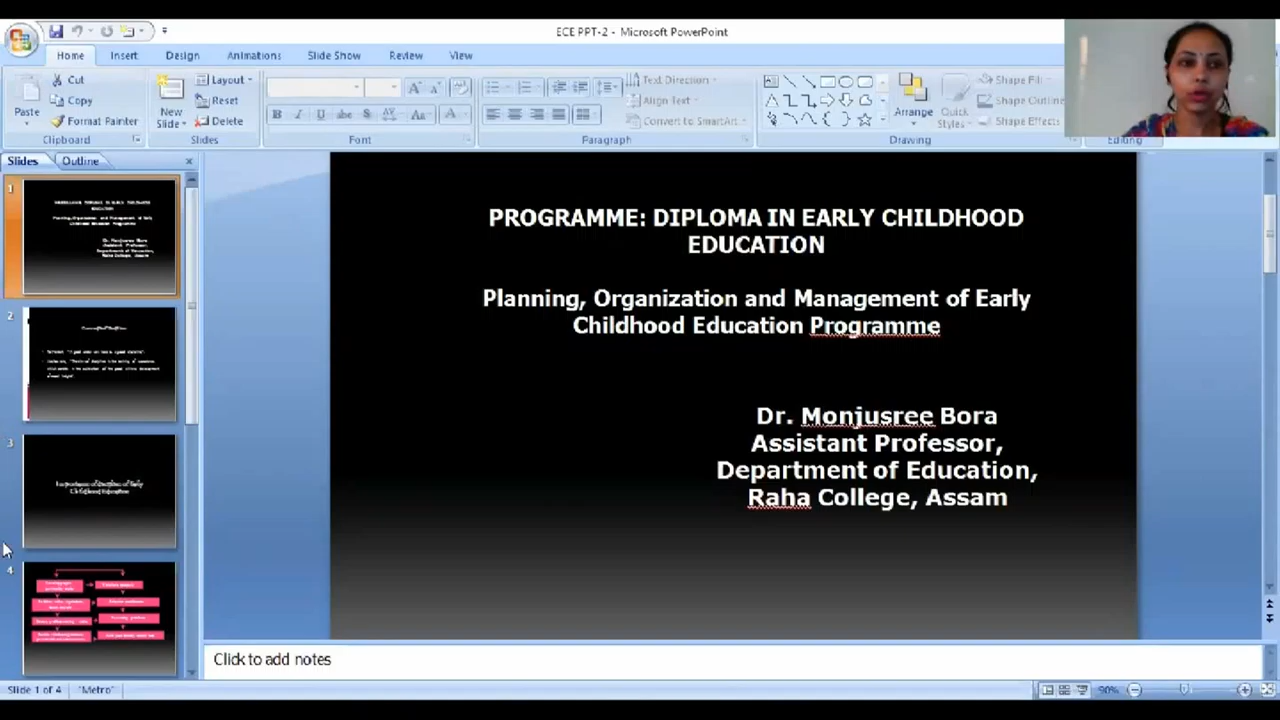 ECE PPT-2 - Microsoft PowerPoint
Home Insert Design Slide Show Animations Review View
Cut
Copy
Format Painter
Paste
Clipboard
New Slide
Layout
Reset
Delete
Slides
Font
Text Direction
Align Text
Convert to SmartArt
Paragraph
Arrange
Quick Styles
Shape Fill
Shape Outline
Shape Effects
Drawing
Editing
Slides Outline
1
2
3
4
PROGRAMME: DIPLOMA IN EARLY CHILDHOOD
EDUCATION
Planning, Organization and Management of Early
Childhood Education Programme
Dr. Monjusree Bora
Assistant Professor,
Department of Education,
Raha College, Assam
Click to add notes
Slide 1 of 4 "Metro" 90%